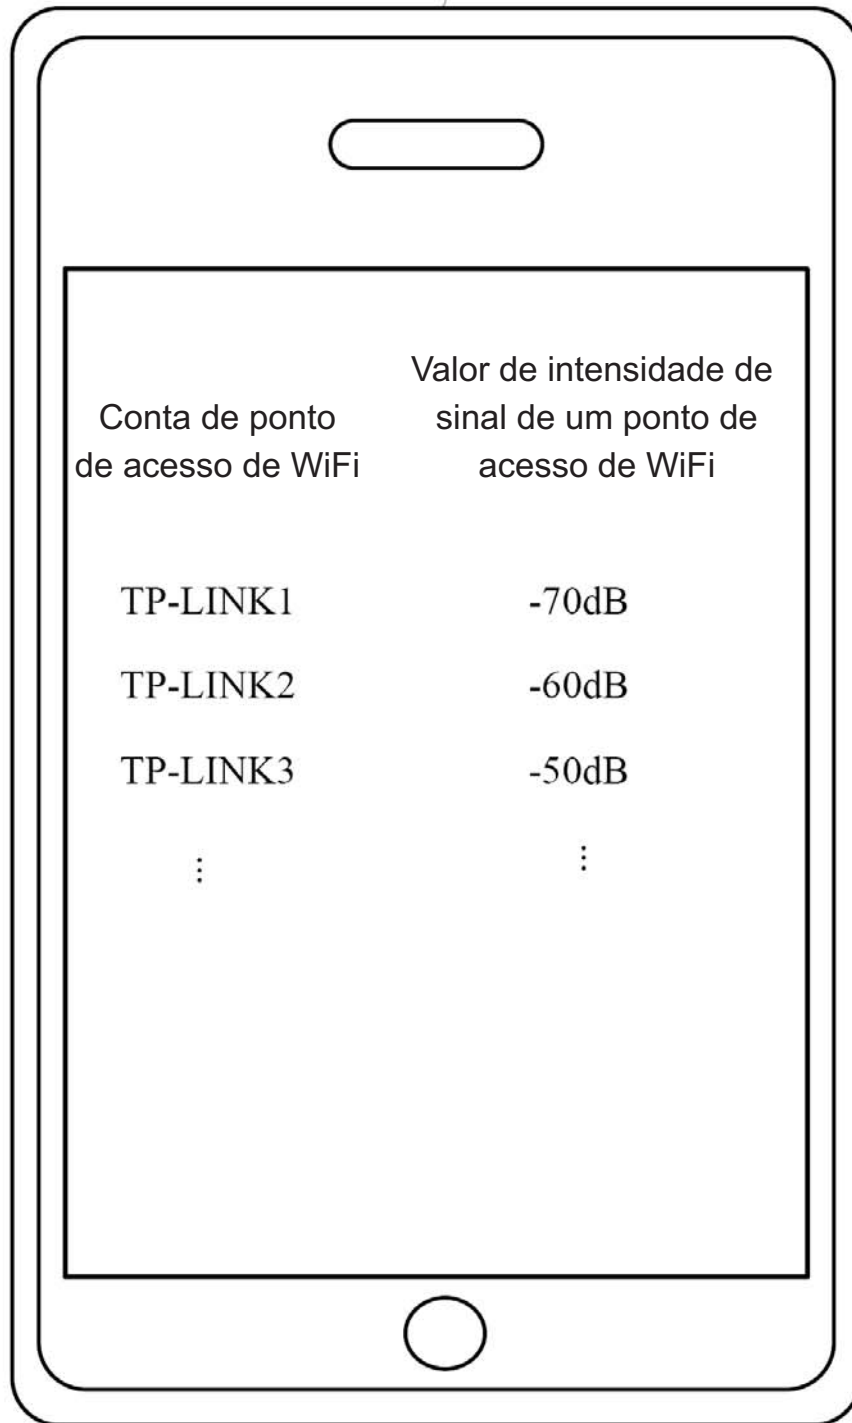 Conta de ponto
de acesso de WiFi
Valor de intensidade de
sinal de um ponto de
acesso de WiFi
TP-LINK1 -70dB
TP-LINK2 -60dB
TP-LINK3 -50dB
⋮ ⋮